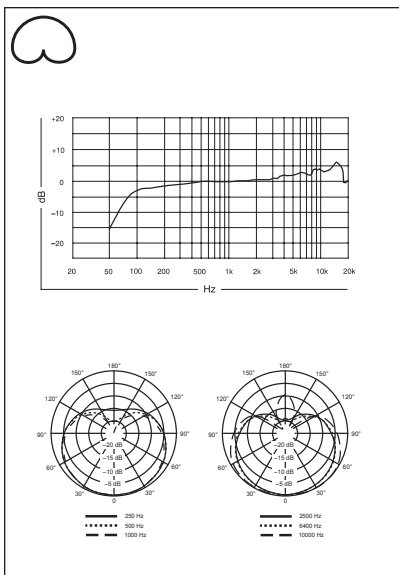 +20
+10
0
−10
−20
dB
20 50 100 200 500 1k 2k 5k 10k 20k
Hz
180°
150° 150°
120° 120°
90° 90°
60° 60°
30° 30°
0
−20 dB
−15 dB
−10 dB
−5 dB
250 Hz
500 Hz
1000 Hz
180°
150° 150°
120° 120°
90° 90°
60° 60°
30° 30°
0
−20 dB
−15 dB
−10 dB
−5 dB
2500 Hz
6400 Hz
10000 Hz